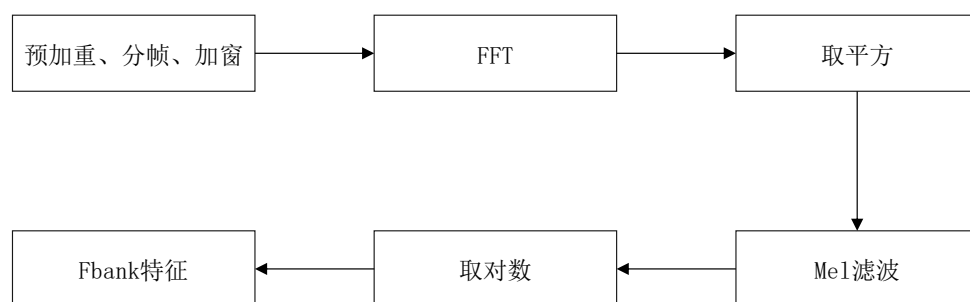 预加重、分帧、加窗
FFT
取平方
Mel滤波
取对数
Fbank特征